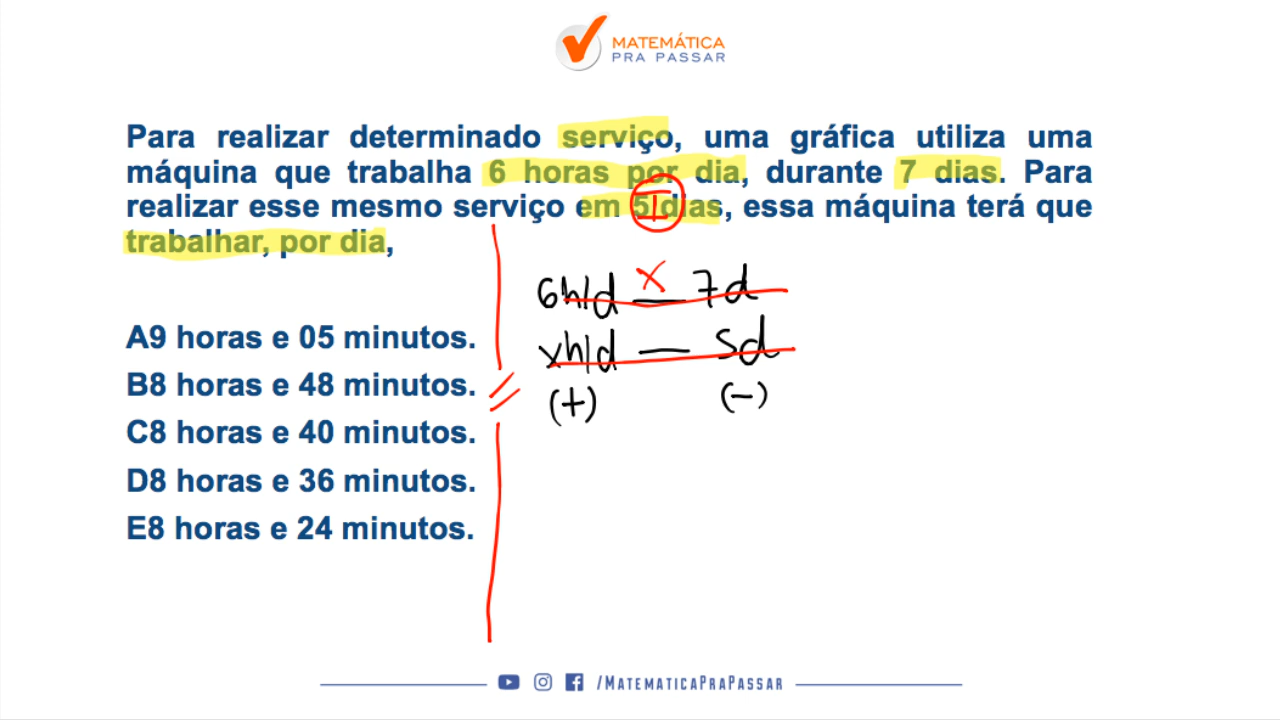 MATEMÁTICA
PRA PASSAR
Para realizar determinado serviço, uma gráfica utiliza uma
máquina que trabalha 6 horas por dia, durante 7 dias. Para
realizar esse mesmo serviço em 5 dias, essa máquina terá que
trabalhar, por dia,
I
6h/d x 7d
xh/d — 5d
(+) (-)
A9 horas e 05 minutos.
B8 horas e 48 minutos.
C8 horas e 40 minutos.
D8 horas e 36 minutos.
E8 horas e 24 minutos.
/MATEMATICAPRAPASSAR